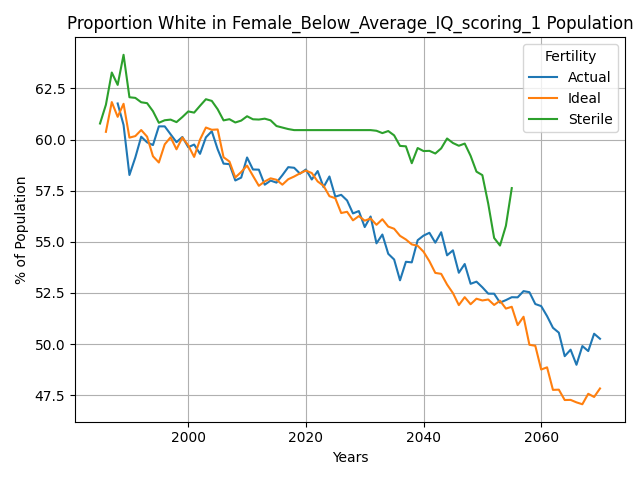 Proportion White in Female_Below_Average_IQ_scoring_1 Population
Fertility
Actual
Ideal
Sterile
% of Population
62.5
60.0
57.5
55.0
52.5
50.0
47.5
2000
2020
2040
2060
Years